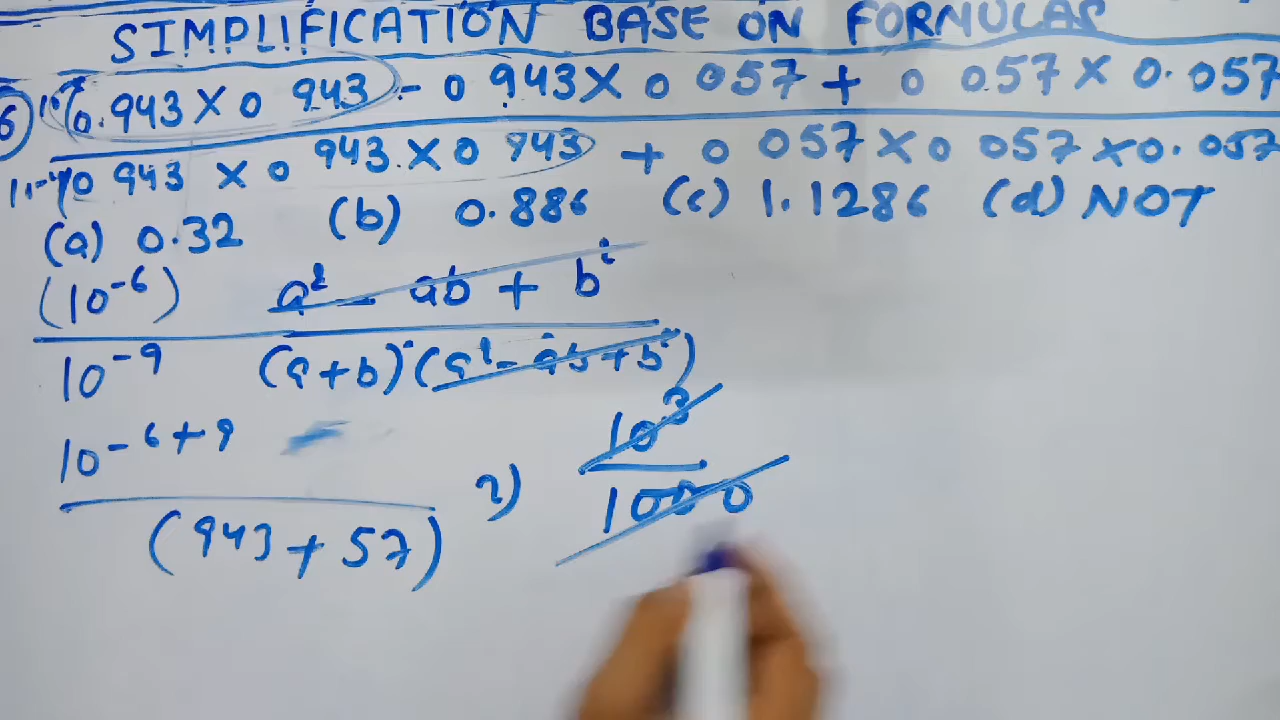 SIMPLIFICATION BASE ON FORMULAS
6 0.943 × 0 943 - 0 943 × 0 057 + 0 057 × 0.057
0 943 × 0 943 × 0 943 + 0 057 × 0 057 × 0.057
(a) 0.32 (b) 0.886 (c) 1.1286 (d) NOT
(10⁻⁶) a² - ab + b²
10⁻⁹ (a+b) (a² - ab + b²)
10⁻⁶⁺⁹
(943 + 57)
10³
1000